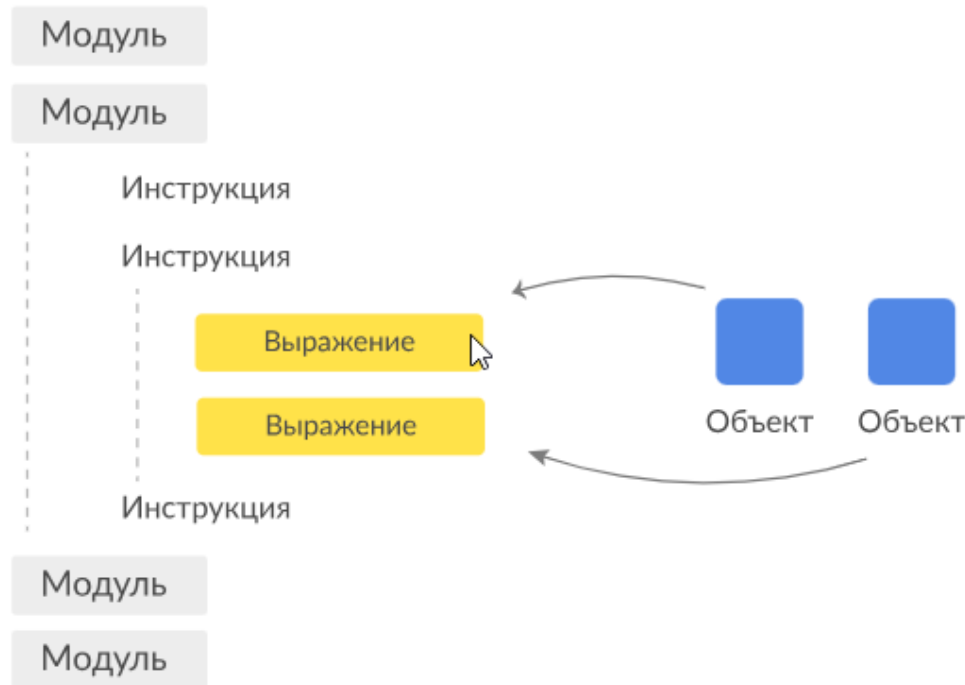 Модуль
Модуль
Инструкция
Инструкция
Выражение
Выражение
Объект Объект
Инструкция
Модуль
Модуль